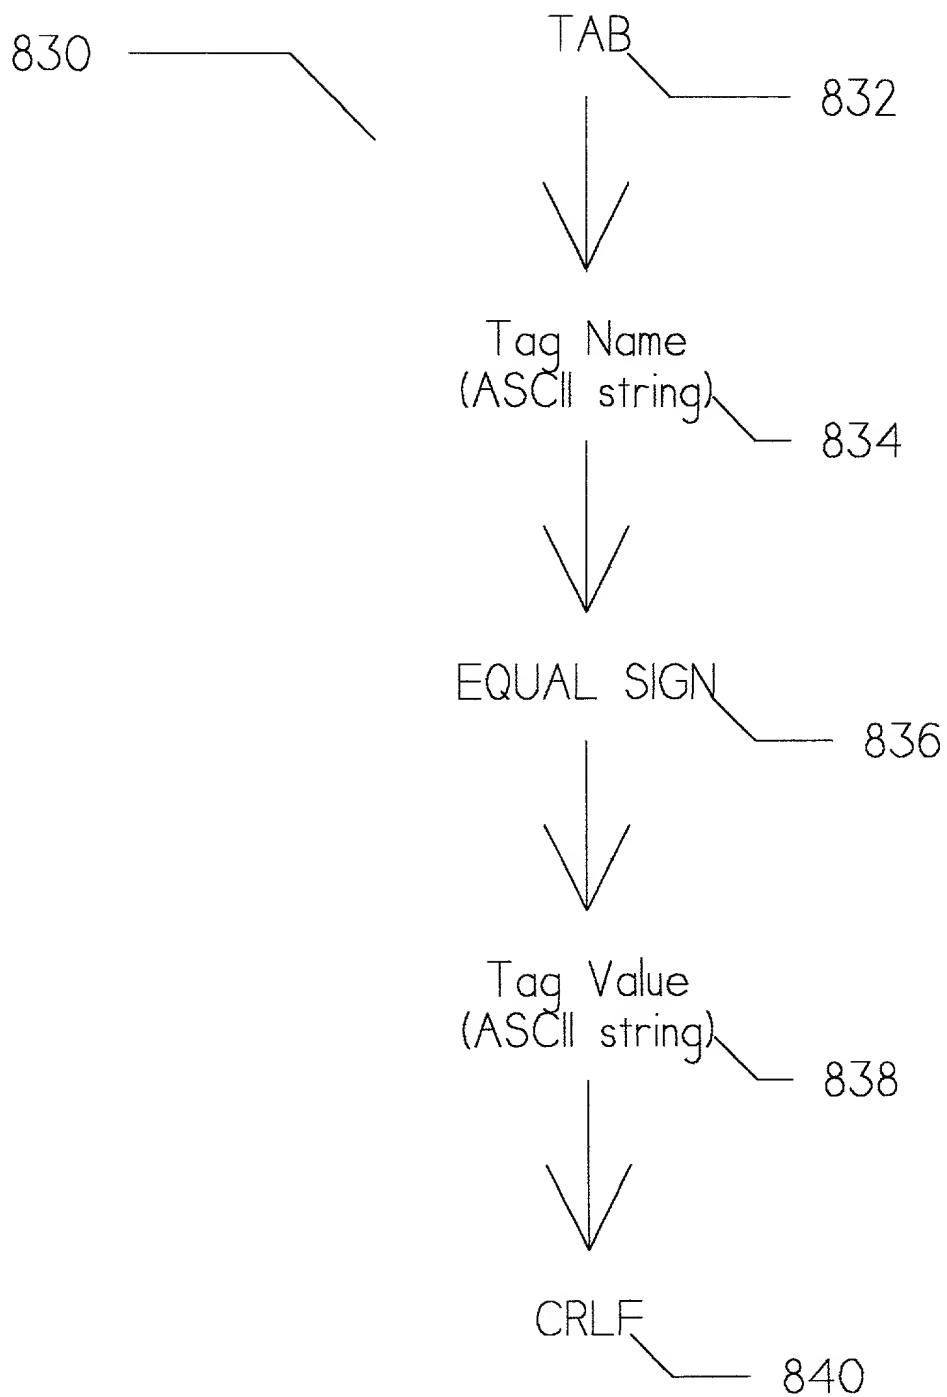 830
TAB
832
Tag Name
(ASCII string)
834
EQUAL SIGN
836
Tag Value
(ASCII string)
838
CRLF
840